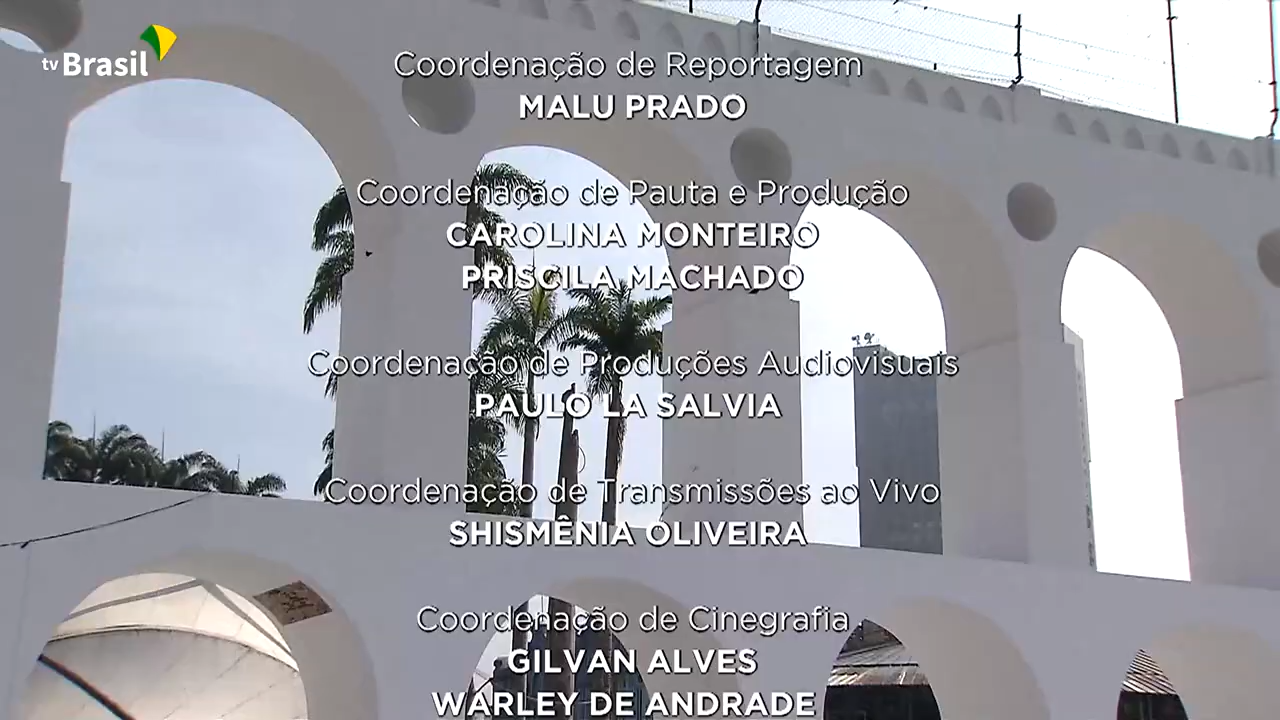 tv Brasil
Coordenação de Reportagem
MALU PRADO
Coordenação de Pauta e Produção
CAROLINA MONTEIRO
PRISCILA MACHADO
Coordenação de Produções Audiovisuais
PAULO LA SALVIA
Coordenação de Transmissões ao Vivo
SHISMÊNIA OLIVEIRA
Coordenação de Cinegrafia
GILVAN ALVES
WARLEY DE ANDRADE